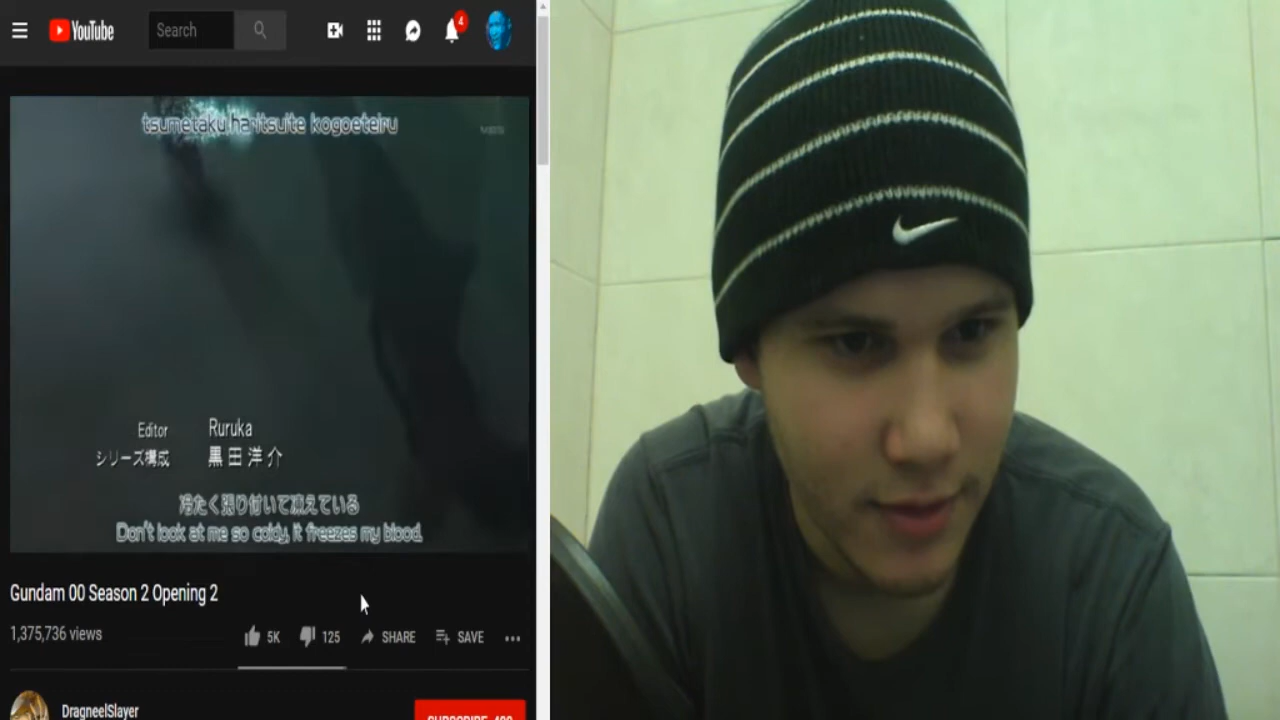 YouTube
Search
4
tsumetaku haritsuite kogoeteiru
Editor Ruruka
シリーズ構成 黒田洋介
冷たく張り付いて凍えている
Don't look at me so coldy, it freezes my blood.
Gundam 00 Season 2 Opening 2
1,375,736 views
5K
125
SHARE
SAVE
DragneelSlayer
SUBSCRIBE